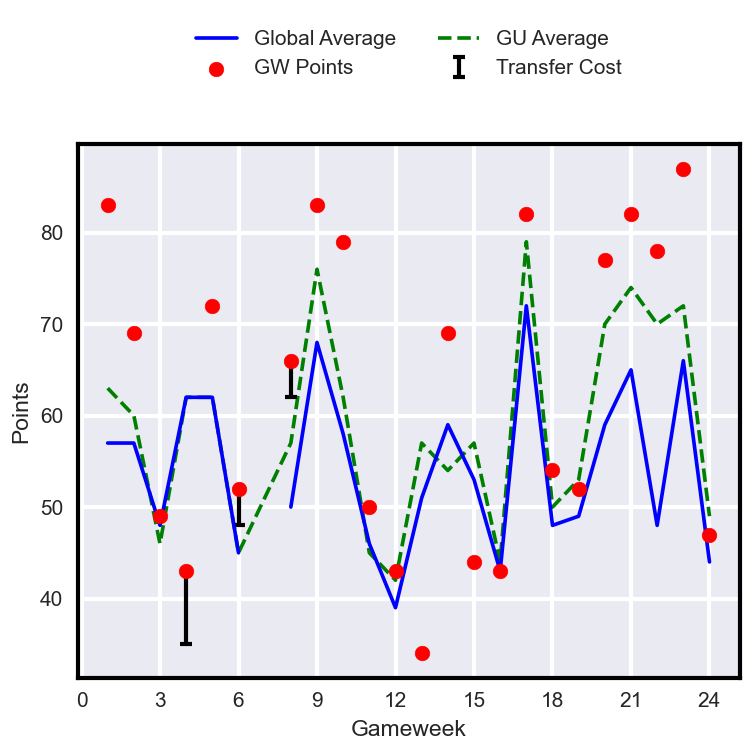 Global Average
GU Average
GW Points
Transfer Cost
80
70
60
50
40
Points
0 3 6 9 12 15 18 21 24
Gameweek